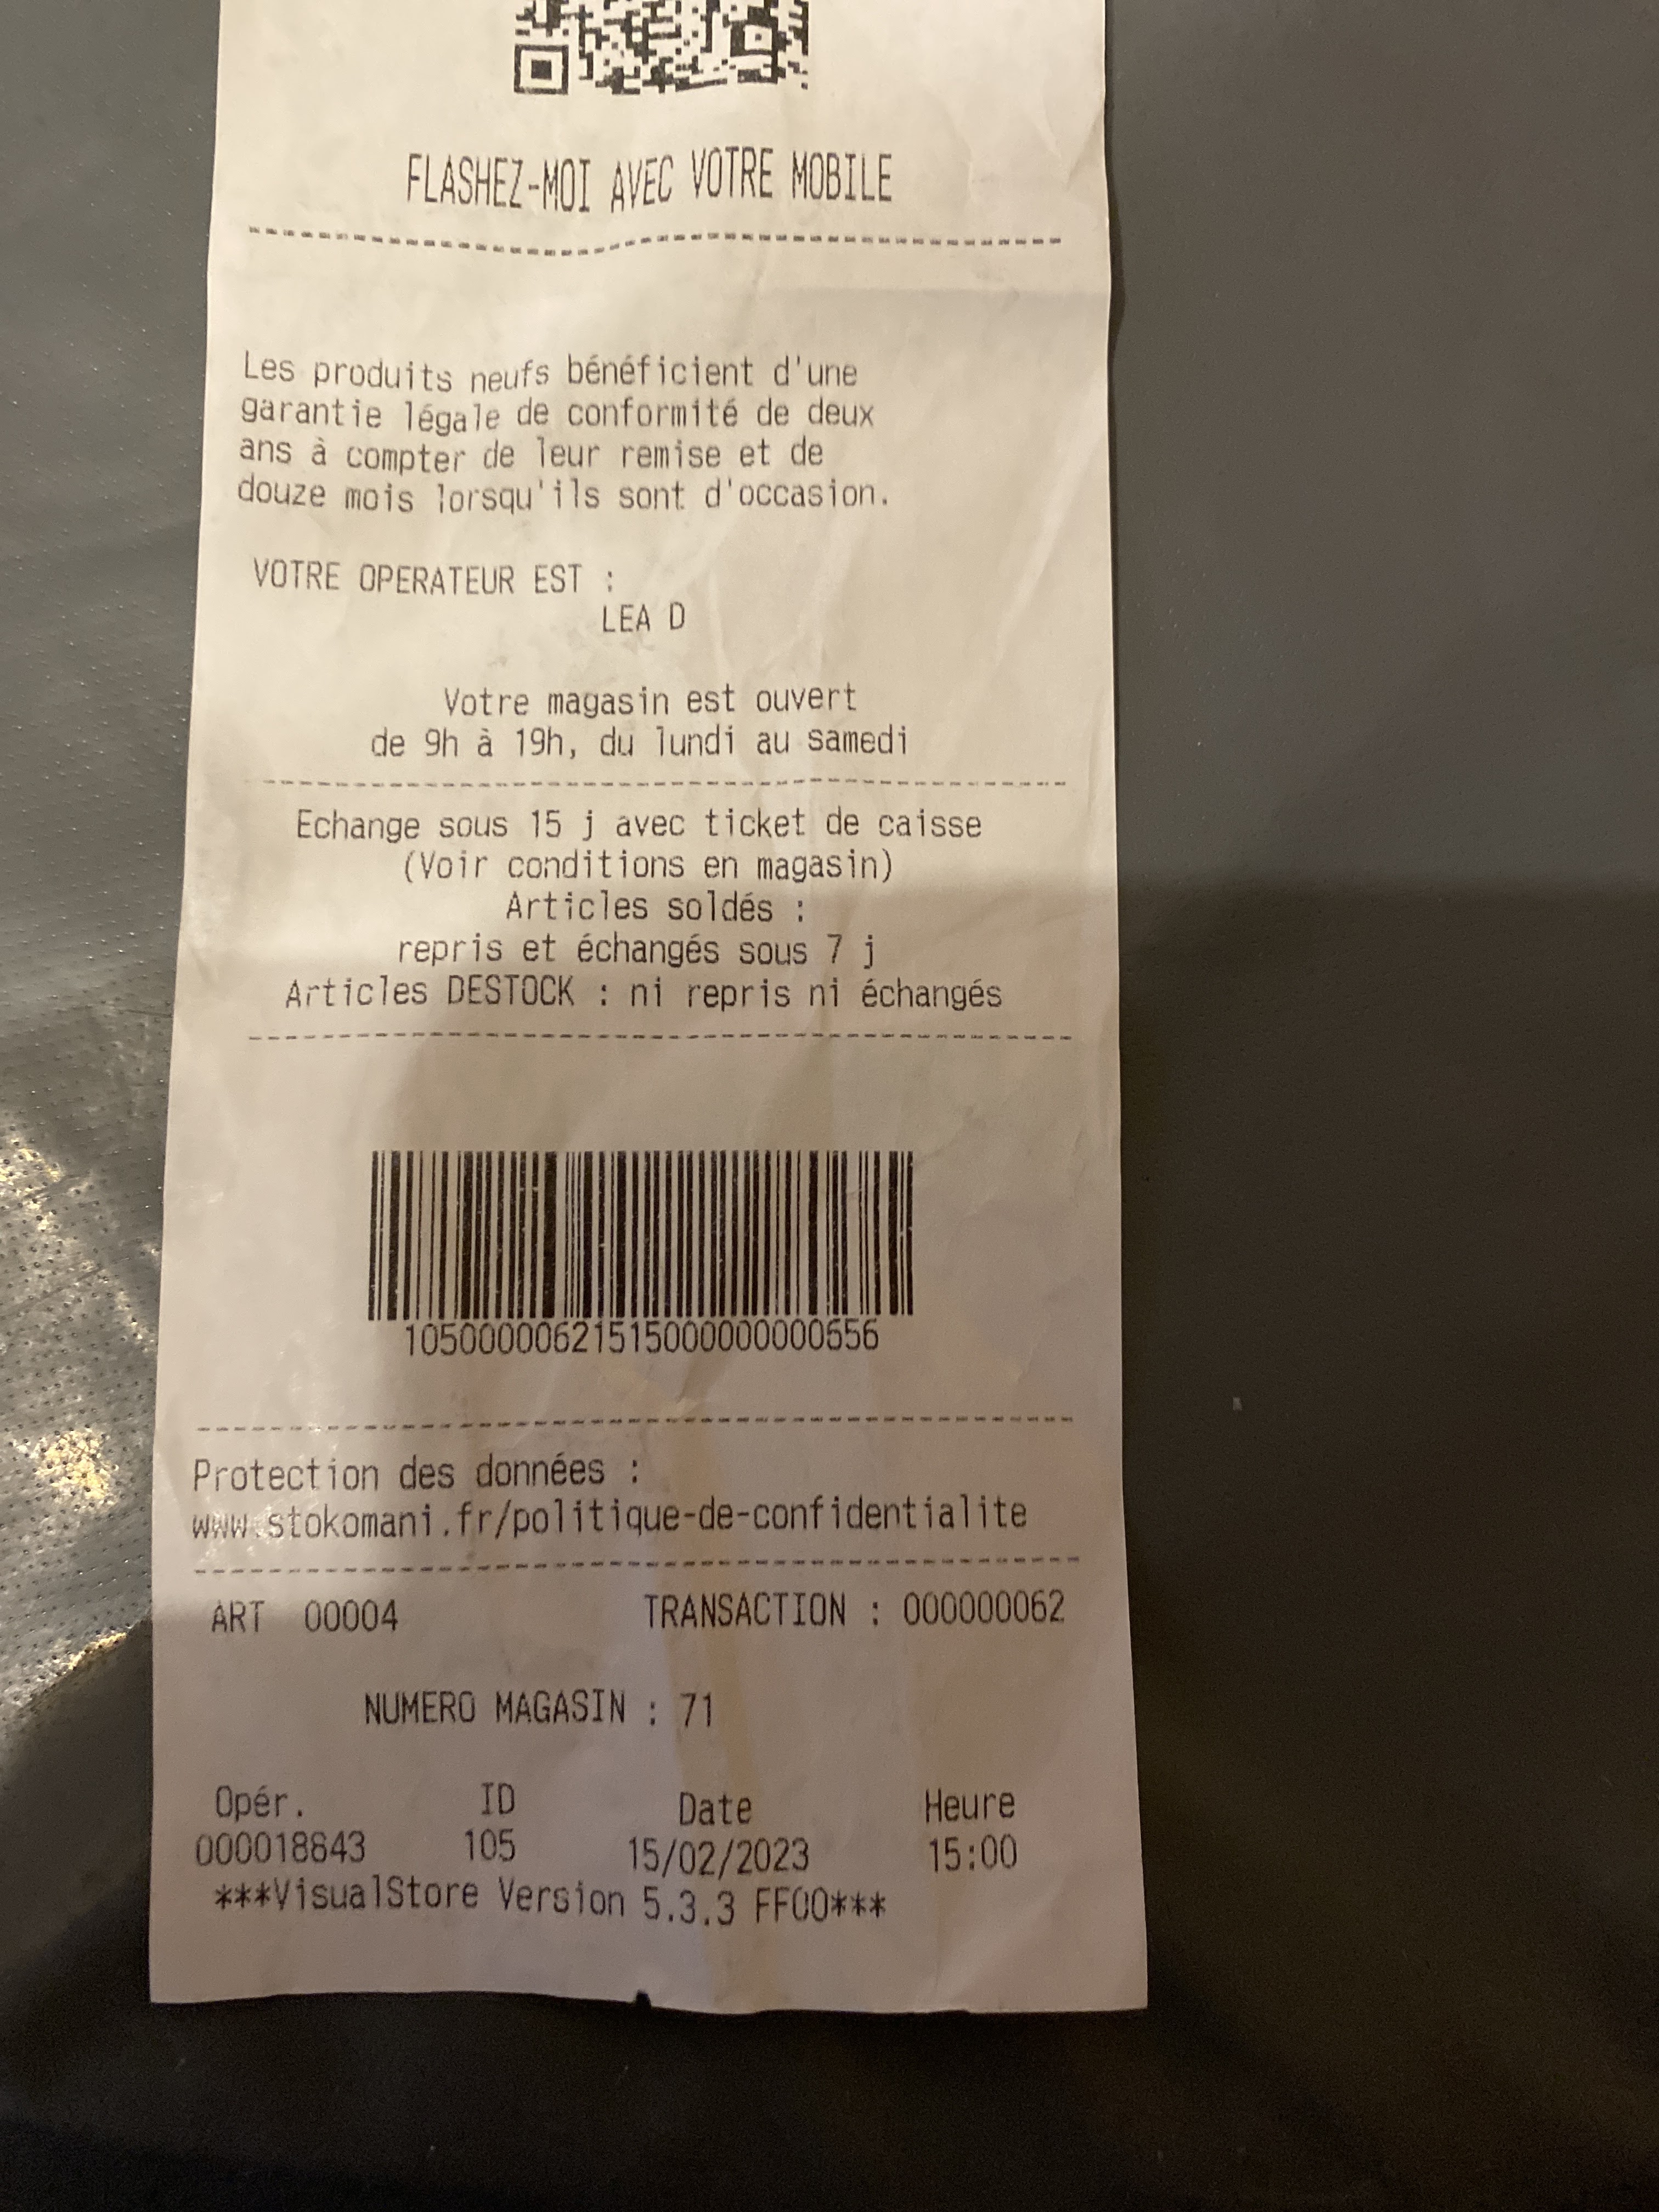 FLASHEZ-MOI AVEC VOTRE MOBILE
Les produits neufs bénéficient d'une
garantie légale de conformité de deux
ans à compter de leur remise et de
douze mois lorsqu'ils sont d'occasion.
VOTRE OPERATEUR EST :
LEA D
Votre magasin est ouvert
de 9h à 19h, du lundi au samedi
Echange sous 15 j avec ticket de caisse
(Voir conditions en magasin)
Articles soldés :
repris et échangés sous 7 j
Articles DESTOCK : ni repris ni échangés
10500000621515000000000656
Protection des données :
www.stokomani.fr/politique-de-confidentialite
ART 00004 TRANSACTION : 000000062
NUMERO MAGASIN : 71
Opér. ID Date Heure
000018643 105 15/02/2023 15:00
***VisualStore Version 5.3.3 FF00***